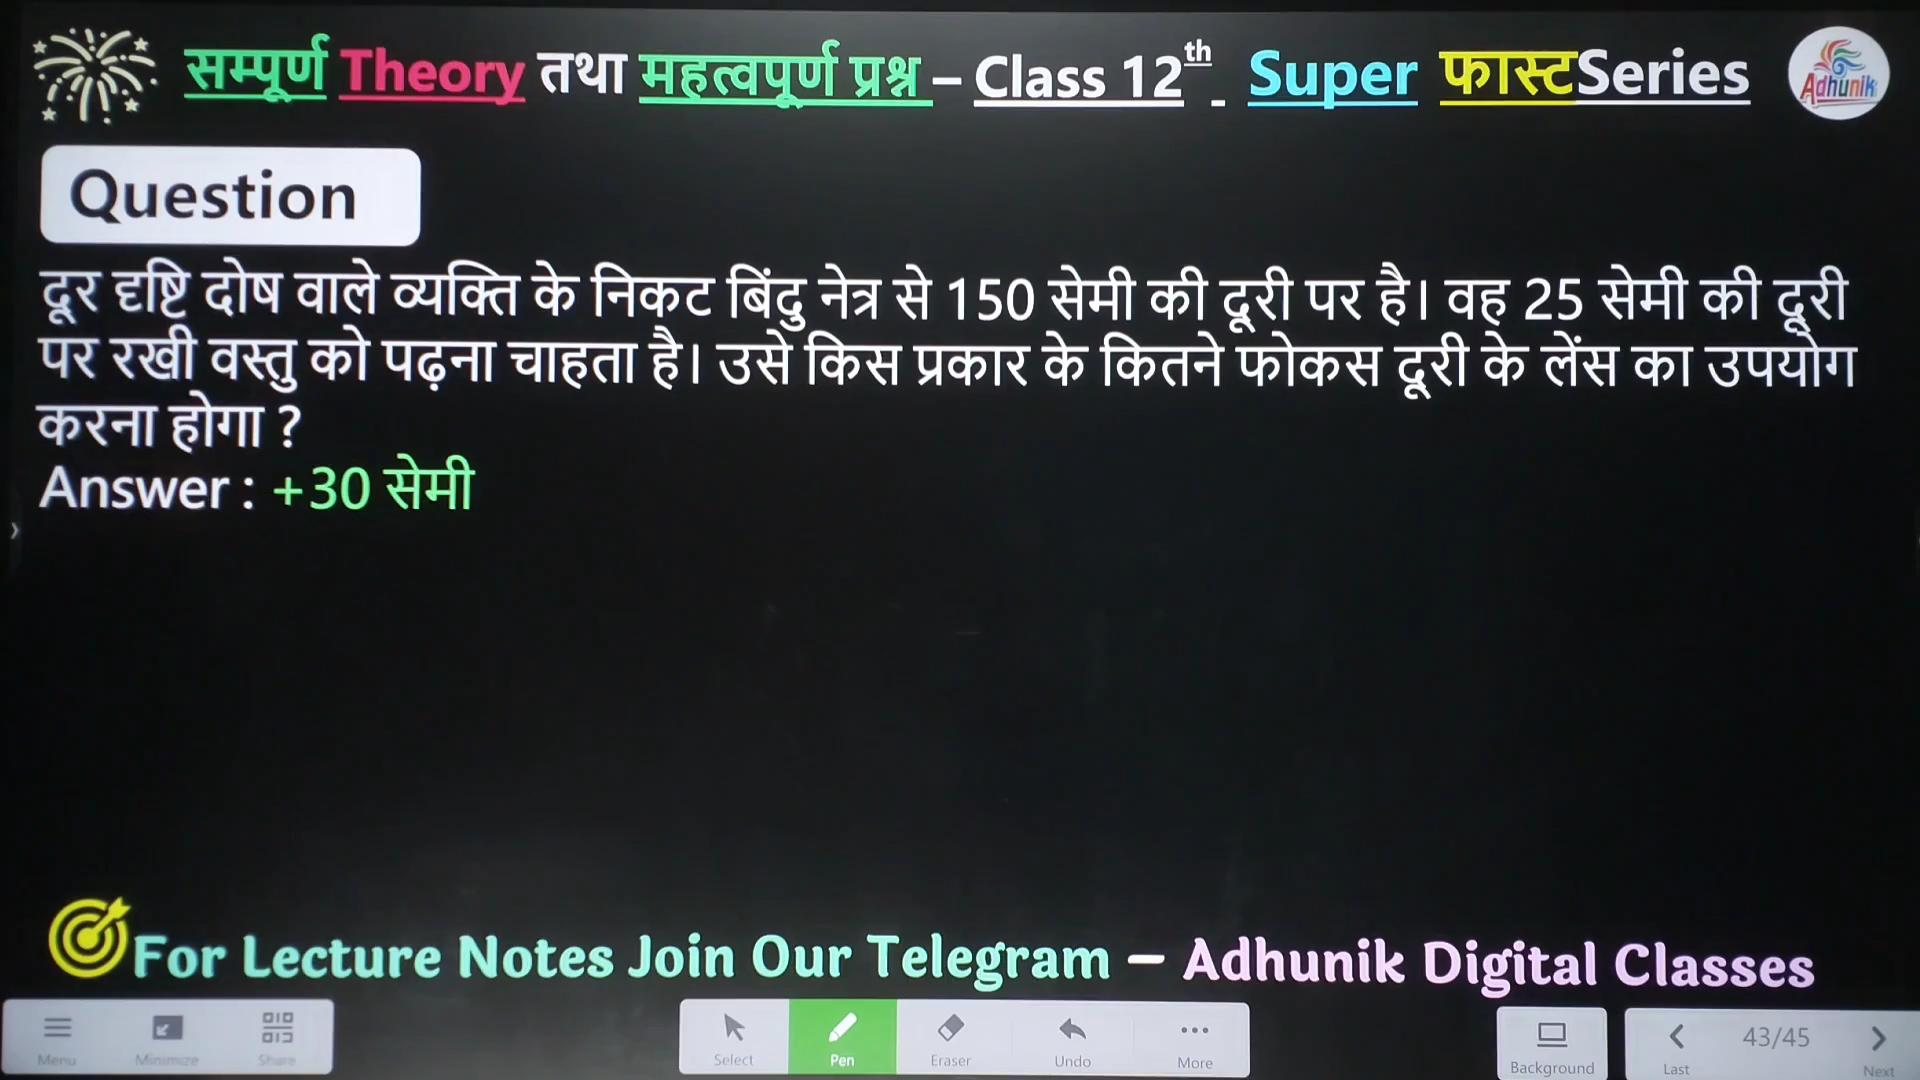 सम्पूर्ण Theory तथा महत्वपूर्ण प्रश्न – Class 12th - Super फास्टSeries
Adhunik
Question
दूर दृष्टि दोष वाले व्यक्ति के निकट बिंदु नेत्र से 150 सेमी की दूरी पर है। वह 25 सेमी की दूरी
पर रखी वस्तु को पढ़ना चाहता है। उसे किस प्रकार के कितने फोकस दूरी के लेंस का उपयोग
करना होगा ?
Answer : +30 सेमी
For Lecture Notes Join Our Telegram – Adhunik Digital Classes
Menu Minimize Share Select Pen Eraser Undo More Background Last 43/45 Next